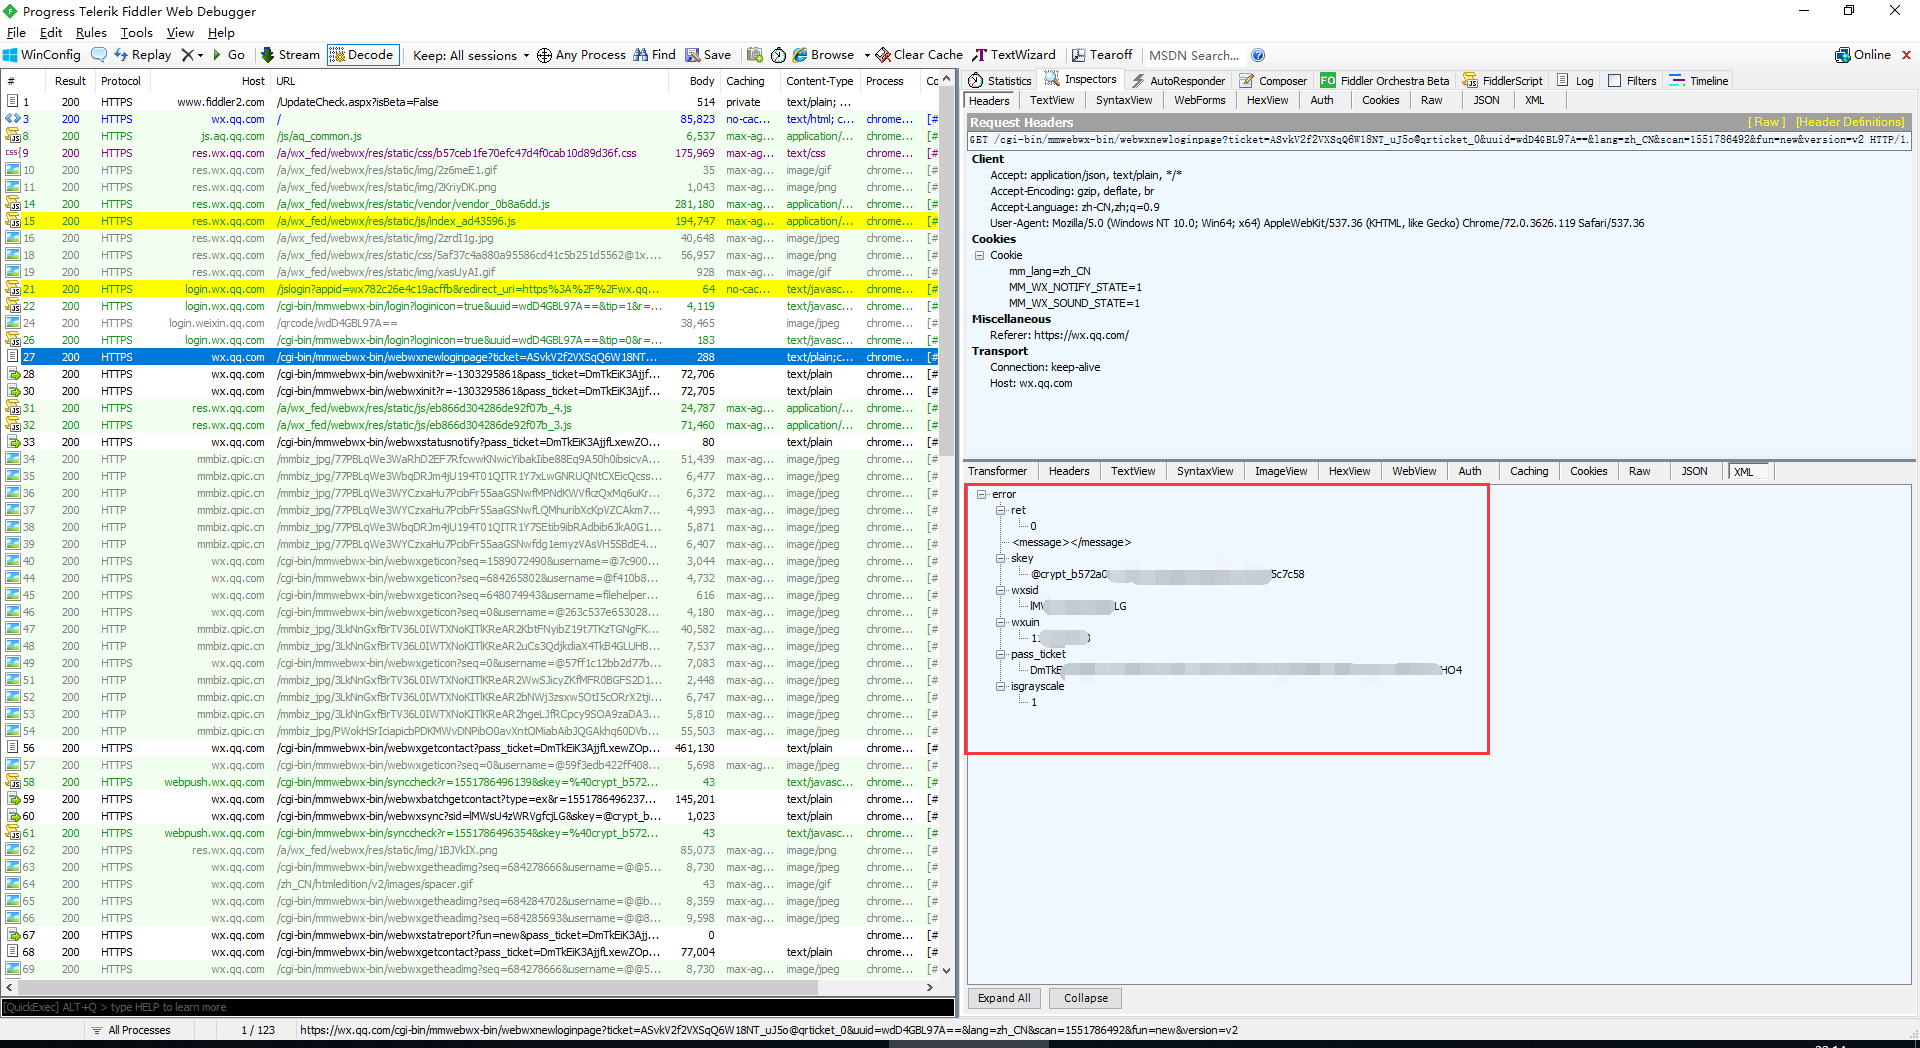 Progress Telerik Fiddler Web Debugger
File Edit Rules Tools View Help
WinConfig Replay Go Stream Decode Keep: All sessions Any Process Find Save Browse Clear Cache TextWizard Tearoff MSDN Search... Online
# Result Protocol Host URL Body Caching Content-Type Process Co
1 200 HTTPS www.fiddler2.com /UpdateCheck.aspx?isBeta=False 514 private text/plain; ...
3 200 HTTPS wx.qq.com / 85,823 no-cac... text/html; c... chrome... [#
8 200 HTTPS js.aq.qq.com /js/aq_common.js 6,537 max-ag... application/... chrome... [#
9 200 HTTPS res.wx.qq.com /a/wx_fed/webwx/res/static/css/b57ceb1fe70efc47d4f0cab10d89d36f.css 175,969 max-ag... text/css chrome... [#
10 200 HTTPS res.wx.qq.com /a/wx_fed/webwx/res/static/img/2z6meE1.gif 35 max-ag... image/gif chrome... [#
11 200 HTTPS res.wx.qq.com /a/wx_fed/webwx/res/static/img/2KriyDK.png 1,043 max-ag... image/png chrome... [#
14 200 HTTPS res.wx.qq.com /a/wx_fed/webwx/res/static/vendor/vendor_0b8a6dd.js 281,180 max-ag... application/... chrome... [#
15 200 HTTPS res.wx.qq.com /a/wx_fed/webwx/res/static/js/index_ad43596.js 194,747 max-ag... application/... chrome... [#
16 200 HTTPS res.wx.qq.com /a/wx_fed/webwx/res/static/img/2zrdI1g.jpg 40,648 max-ag... image/jpeg chrome... [#
18 200 HTTPS res.wx.qq.com /a/wx_fed/webwx/res/static/css/5af37c4a880a95586cd41c5b251d5562@1x.... 56,957 max-ag... image/png chrome... [#
19 200 HTTPS res.wx.qq.com /a/wx_fed/webwx/res/static/img/xasUyAI.gif 928 max-ag... image/gif chrome... [#
21 200 HTTPS login.wx.qq.com /jslogin?appid=wx782c26e4c19acffb&redirect_uri=https%3A%2F%2Fwx.qq... 64 no-cac... text/javasc... chrome... [#
22 200 HTTPS login.wx.qq.com /cgi-bin/mmwebwx-bin/login?loginicon=true&uuid=wdD4GBL97A==&tip=1&r=... 4,119 text/javasc... chrome... [#
24 200 HTTPS login.weixin.qq.com /qrcode/wdD4GBL97A== 38,465 image/jpeg chrome... [#
26 200 HTTPS login.wx.qq.com /cgi-bin/mmwebwx-bin/login?loginicon=true&uuid=wdD4GBL97A==&tip=0&r=... 183 text/javasc... chrome... [#
27 200 HTTPS wx.qq.com /cgi-bin/mmwebwx-bin/webwxnewloginpage?ticket=ASvkV2f2VXSqQ6W18NT... 288 text/plain;c... chrome... [#
28 200 HTTPS wx.qq.com /cgi-bin/mmwebwx-bin/webwxinit?r=-1303295861&pass_ticket=DmTkEiK3Ajjf... 72,706 text/plain chrome... [#
30 200 HTTPS wx.qq.com /cgi-bin/mmwebwx-bin/webwxinit?r=-1303295861&pass_ticket=DmTkEiK3Ajjf... 72,705 text/plain chrome... [#
31 200 HTTPS res.wx.qq.com /a/wx_fed/webwx/res/static/js/eb866d304286de92f07b_4.js 24,787 max-ag... application/... chrome... [#
32 200 HTTPS res.wx.qq.com /a/wx_fed/webwx/res/static/js/eb866d304286de92f07b_3.js 71,460 max-ag... application/... chrome... [#
33 200 HTTPS wx.qq.com /cgi-bin/mmwebwx-bin/webwxstatusnotify?pass_ticket=DmTkEiK3AjjfLxewZO... 80 text/plain chrome... [#
34 200 HTTP mmbiz.qpic.cn 51,439 max-ag... image/jpeg chrome... [#
35 200 HTTP mmbiz.qpic.cn 6,477 max-ag... image/jpeg chrome... [#
36 200 HTTP mmbiz.qpic.cn 6,372 max-ag... image/jpeg chrome... [#
37 200 HTTP mmbiz.qpic.cn 4,993 max-ag... image/jpeg chrome... [#
38 200 HTTP mmbiz.qpic.cn 5,871 max-ag... image/jpeg chrome... [#
39 200 HTTP mmbiz.qpic.cn 6,407 max-ag... image/jpeg chrome... [#
40 200 HTTPS wx.qq.com /cgi-bin/mmwebwx-bin/webwxgeticon?seq=1589072490&username=@7c900... 3,044 max-ag... image/jpeg chrome... [#
44 200 HTTPS wx.qq.com /cgi-bin/mmwebwx-bin/webwxgeticon?seq=684265802&username=@f410b8... 4,732 max-ag... image/jpeg chrome... [#
45 200 HTTPS wx.qq.com /cgi-bin/mmwebwx-bin/webwxgeticon?seq=648074943&username=filehelper... 616 max-ag... image/jpeg chrome... [#
46 200 HTTPS wx.qq.com /cgi-bin/mmwebwx-bin/webwxgeticon?seq=0&username=@263c537e653028... 4,180 max-ag... image/jpeg chrome... [#
47 200 HTTP mmbiz.qpic.cn 40,582 max-ag... image/jpeg chrome... [#
48 200 HTTP mmbiz.qpic.cn 7,537 max-ag... image/jpeg chrome... [#
49 200 HTTPS wx.qq.com /cgi-bin/mmwebwx-bin/webwxgeticon?seq=0&username=@57ff1c12bb2d77b... 7,083 max-ag... image/jpeg chrome... [#
51 200 HTTP mmbiz.qpic.cn 2,448 max-ag... image/jpeg chrome... [#
52 200 HTTP mmbiz.qpic.cn 6,747 max-ag... image/jpeg chrome... [#
53 200 HTTP mmbiz.qpic.cn 5,810 max-ag... image/jpeg chrome... [#
54 200 HTTP mmbiz.qpic.cn 55,503 max-ag... image/jpeg chrome... [#
56 200 HTTPS wx.qq.com /cgi-bin/mmwebwx-bin/webwxgetcontact?pass_ticket=DmTkEiK3AjjfLxewZOp... 461,130 text/plain chrome... [#
57 200 HTTPS wx.qq.com /cgi-bin/mmwebwx-bin/webwxgeticon?seq=0&username=@59f3edb422ff408... 5,698 max-ag... image/jpeg chrome... [#
58 200 HTTPS webpush.wx.qq.com /cgi-bin/mmwebwx-bin/synccheck?r=1551786496139&skey=%40crypt_b572... 43 text/javasc... chrome... [#
59 200 HTTPS wx.qq.com /cgi-bin/mmwebwx-bin/webwxbatchgetcontact?type=ex&r=1551786496237... 145,201 text/plain chrome... [#
60 200 HTTPS wx.qq.com /cgi-bin/mmwebwx-bin/webwxsync?sid=lMWsU4zWRVgfcjLG&skey=@crypt_b... 1,023 text/plain chrome... [#
61 200 HTTPS webpush.wx.qq.com /cgi-bin/mmwebwx-bin/synccheck?r=1551786496354&skey=%40crypt_b572... 43 text/javasc... chrome... [#
62 200 HTTPS res.wx.qq.com /a/wx_fed/webwx/res/static/img/1BJVkIX.png 85,073 max-ag... image/png chrome... [#
63 200 HTTPS wx.qq.com /cgi-bin/mmwebwx-bin/webwxgetheadimg?seq=684278666&username=@@5... 8,730 max-ag... image/jpeg chrome... [#
64 200 HTTPS wx.qq.com /zh_CN/htmledition/v2/images/spacer.gif 43 max-ag... image/gif chrome... [#
65 200 HTTPS wx.qq.com /cgi-bin/mmwebwx-bin/webwxgetheadimg?seq=684284702&username=@@b... 8,359 max-ag... image/jpeg chrome... [#
66 200 HTTPS wx.qq.com /cgi-bin/mmwebwx-bin/webwxgetheadimg?seq=684285693&username=@@8... 9,598 max-ag... image/jpeg chrome... [#
67 200 HTTPS wx.qq.com /cgi-bin/mmwebwx-bin/webwxstatreport?fun=new&pass_ticket=DmTkEiK3Ajj... 0 chrome... [#
68 200 HTTPS wx.qq.com /cgi-bin/mmwebwx-bin/webwxgetcontact?pass_ticket=DmTkEiK3AjjfLxewZOp... 77,004 text/plain chrome... [#
69 200 HTTPS wx.qq.com /cgi-bin/mmwebwx-bin/webwxgetheadimg?seq=684278666&username=@@5... 8,730 max-ag... image/jpeg chrome... [#
[QuickExec] ALT+Q > type HELP to learn more
Statistics Inspectors AutoResponder Composer FO Fiddler Orchestra Beta FiddlerScript Log Filters Timeline
Headers TextView SyntaxView WebForms HexView Auth Cookies Raw JSON XML
Request Headers [ Raw ] [Header Definitions]
GET /cgi-bin/mmwebwx-bin/webwxnewloginpage?ticket=ASvkV2f2VXSqQ6W18NT_uJ5o@qrticket_0&uuid=wdD4GBL97A==&lang=zh_CN&scan=1551786492&fun=new&version=v2 HTTP/1.
Client
Accept: application/json, text/plain, */*
Accept-Encoding: gzip, deflate, br
Accept-Language: zh-CN,zh;q=0.9
User-Agent: Mozilla/5.0 (Windows NT 10.0; Win64; x64) AppleWebKit/537.36 (KHTML, like Gecko) Chrome/72.0.3626.119 Safari/537.36
Cookies
Cookie
mm_lang=zh_CN
MM_WX_NOTIFY_STATE=1
MM_WX_SOUND_STATE=1
Miscellaneous
Referer: https://wx.qq.com/
Transport
Connection: keep-alive
Host: wx.qq.com
Transformer Headers TextView SyntaxView ImageView HexView WebView Auth Caching Cookies Raw JSON XML
error
ret
0
<message></message>
skey
@crypt_b572a0 5c7c58
wxsid
lM LG
wxuin
1
pass_ticket
DmTkE HO4
isgrayscale
1
Expand All Collapse
All Processes 1 / 123 https://wx.qq.com/cgi-bin/mmwebwx-bin/webwxnewloginpage?ticket=ASvkV2f2VXSqQ6W18NT_uJ5o@qrticket_0&uuid=wdD4GBL97A==&lang=zh_CN&scan=1551786492&fun=new&version=v2